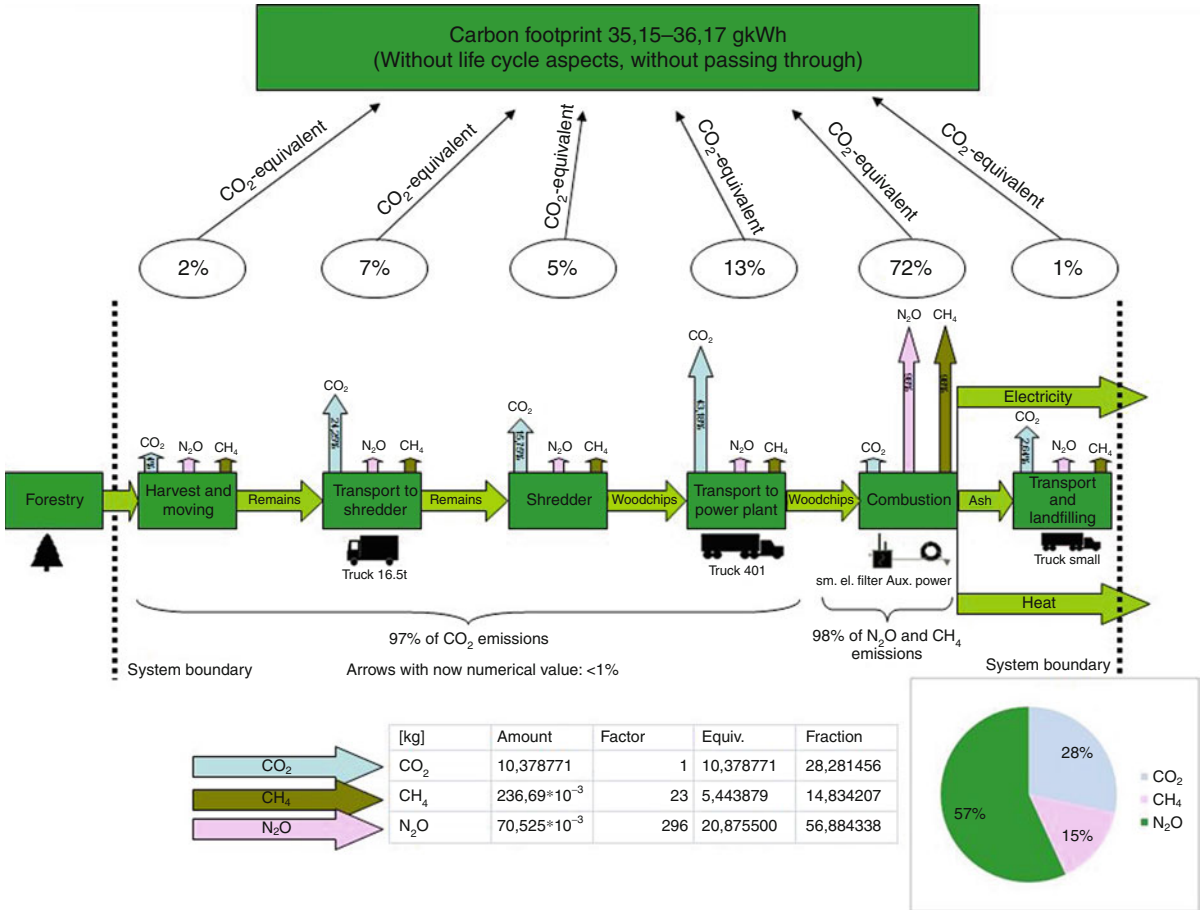 Carbon footprint 35,15–36,17 gkWh
(Without life cycle aspects, without passing through)
CO₂-equivalent
CO₂-equivalent
CO₂-equivalent
CO₂-equivalent
CO₂-equivalent
CO₂-equivalent
2%
7%
5%
13%
72%
1%
CO₂
N₂O
CH₄
4%
CO₂
N₂O
CH₄
24,29%
CO₂
N₂O
CH₄
CO₂
N₂O
CH₄
CO₂
N₂O
CH₄
Electricity
CO₂
N₂O
CH₄
2,64%
Forestry
Harvest and
moving
Remains
Transport to
shredder
Remains
Shredder
Woodchips
Transport to
power plant
Woodchips
Combustion
Ash
Transport
and
landfilling
Truck 16.5t
Truck 401
sm. el. filter Aux. power
Truck small
Heat
97% of CO₂ emissions
98% of N₂O and CH₄
emissions
System boundary
Arrows with now numerical value: <1%
System boundary
[kg] Amount Factor Equiv. Fraction
CO₂ CO₂ 10,378771 1 10,378771 28,281456
CH₄ CH₄ 236,69*10⁻³ 23 5,443879 14,834207
N₂O N₂O 70,525*10⁻³ 296 20,875500 56,884338
28%
15%
57%
CO₂
CH₄
N₂O